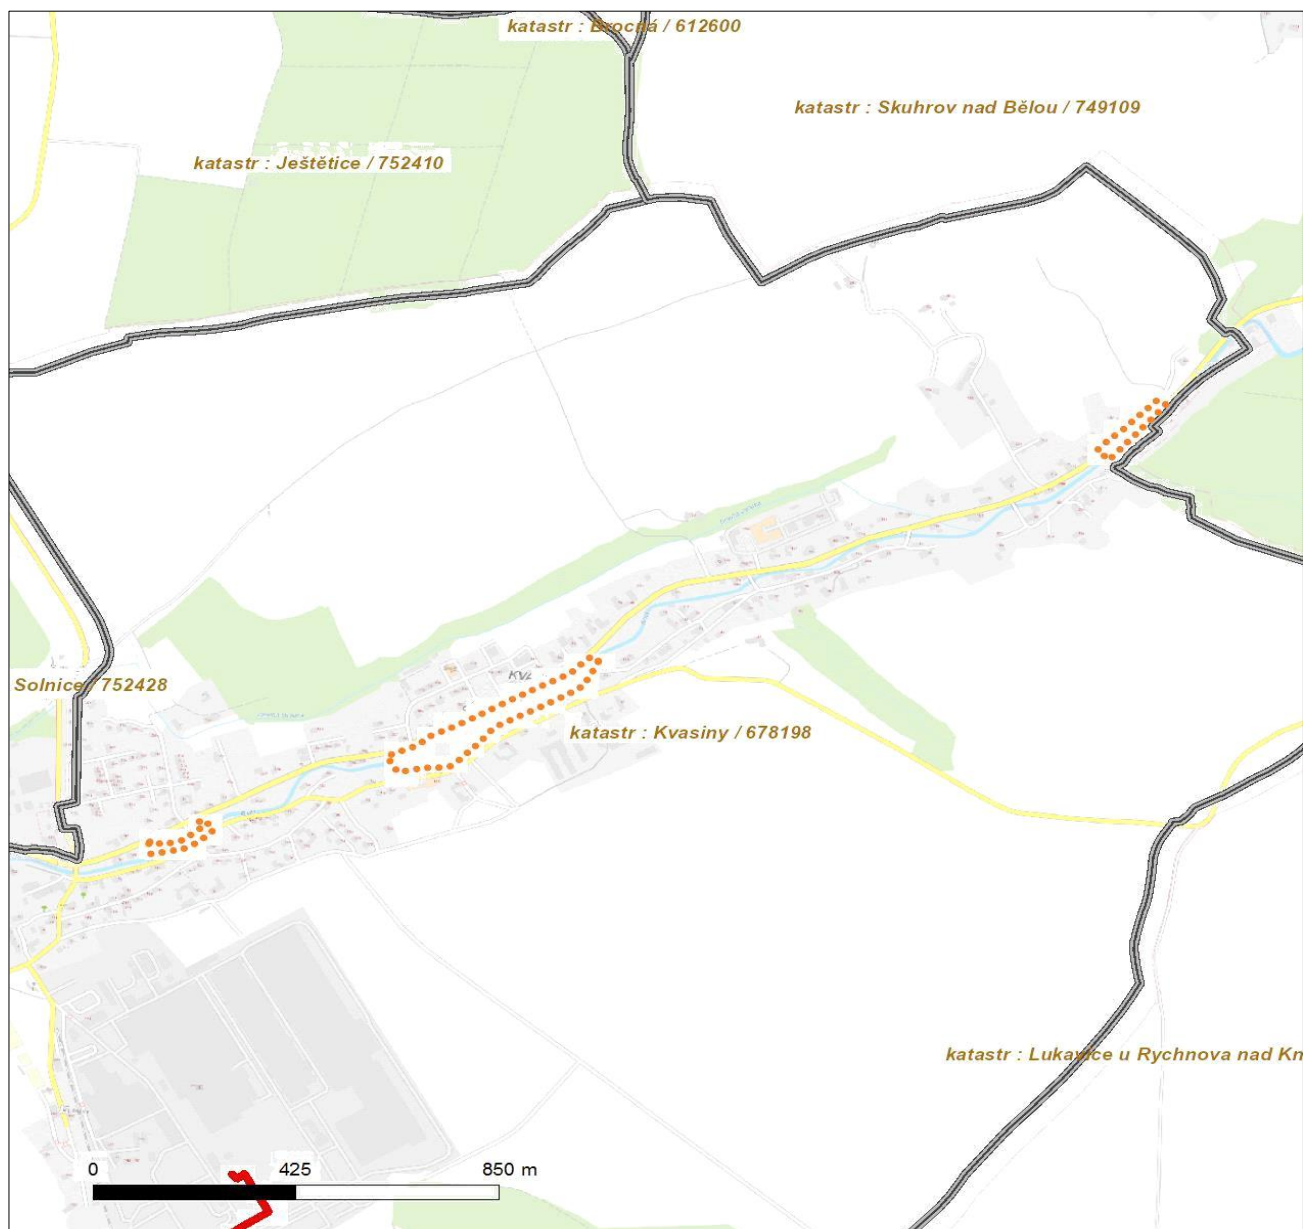 katastr : Brocná / 612600
katastr : Skuhrov nad Bělou / 749109
katastr : Ještětice / 752410
Solnice / 752428
KVA
katastr : Kvasiny / 678198
katastr : Lukavice u Rychnova nad Kn
0 425 850 m